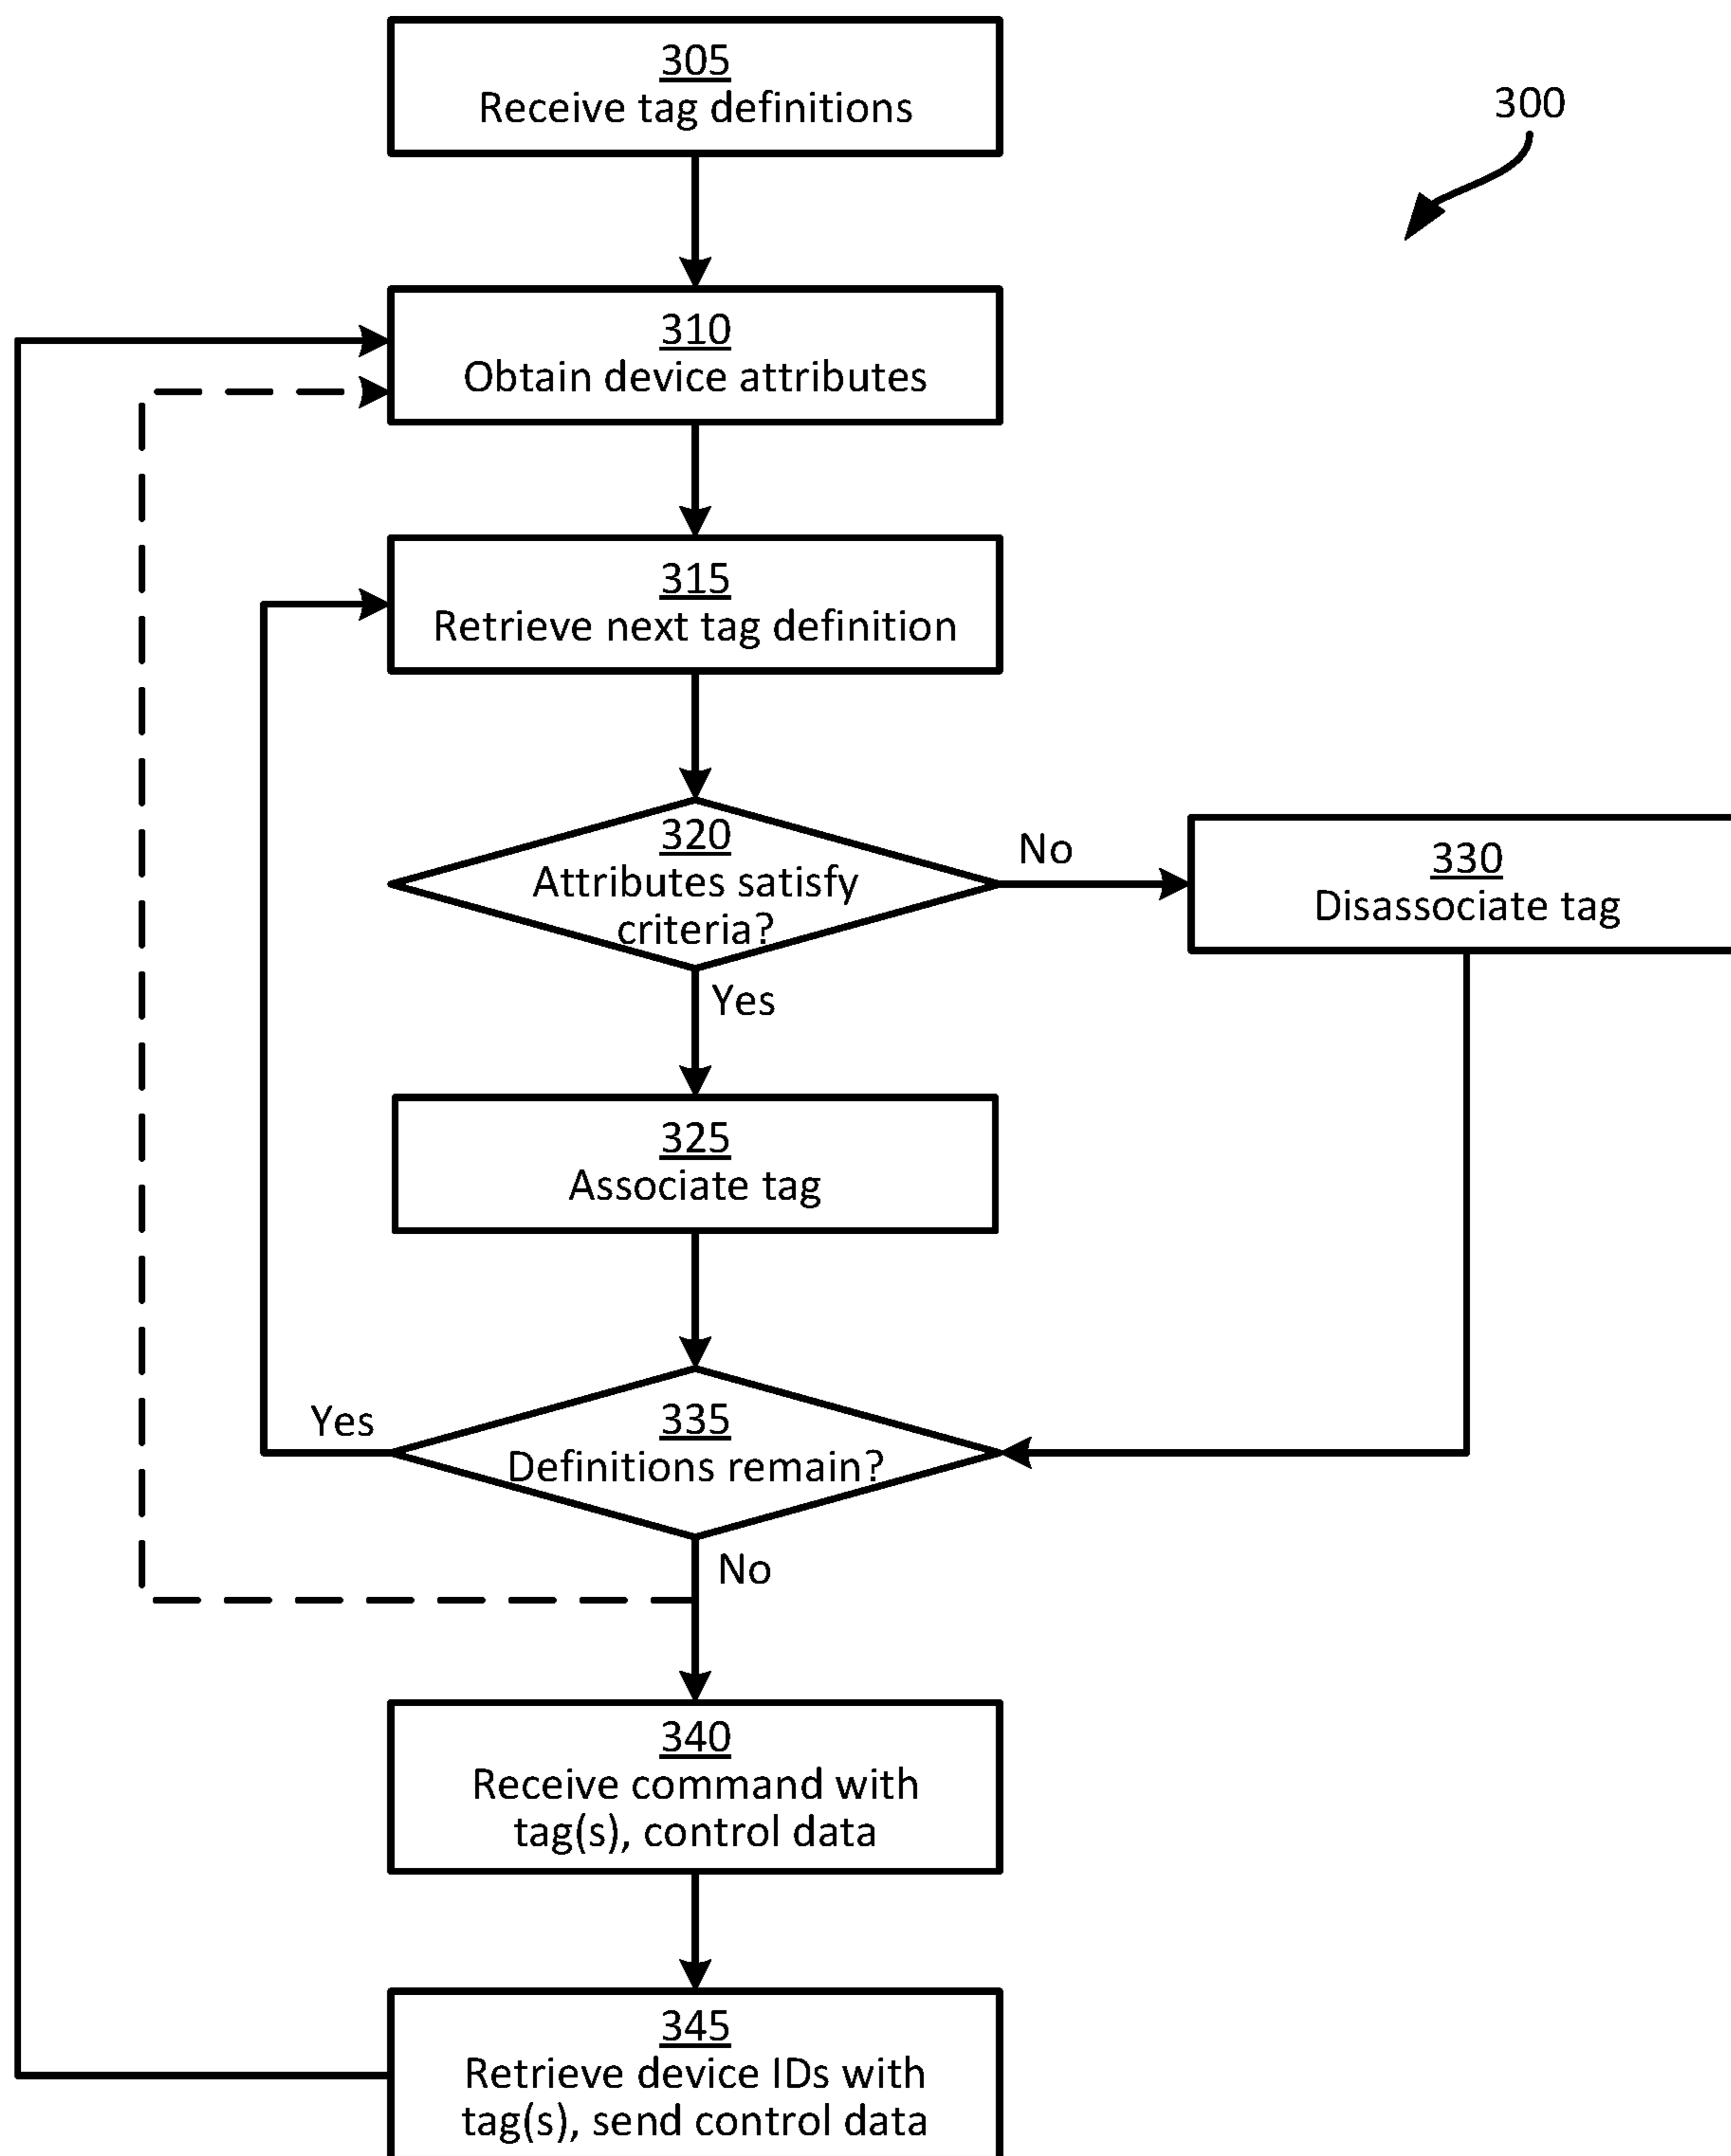 305
Receive tag definitions
300
310
Obtain device attributes
315
Retrieve next tag definition
320
Attributes satisfy
criteria?
No
330
Disassociate tag
Yes
325
Associate tag
Yes
335
Definitions remain?
No
340
Receive command with
tag(s), control data
345
Retrieve device IDs with
tag(s), send control data